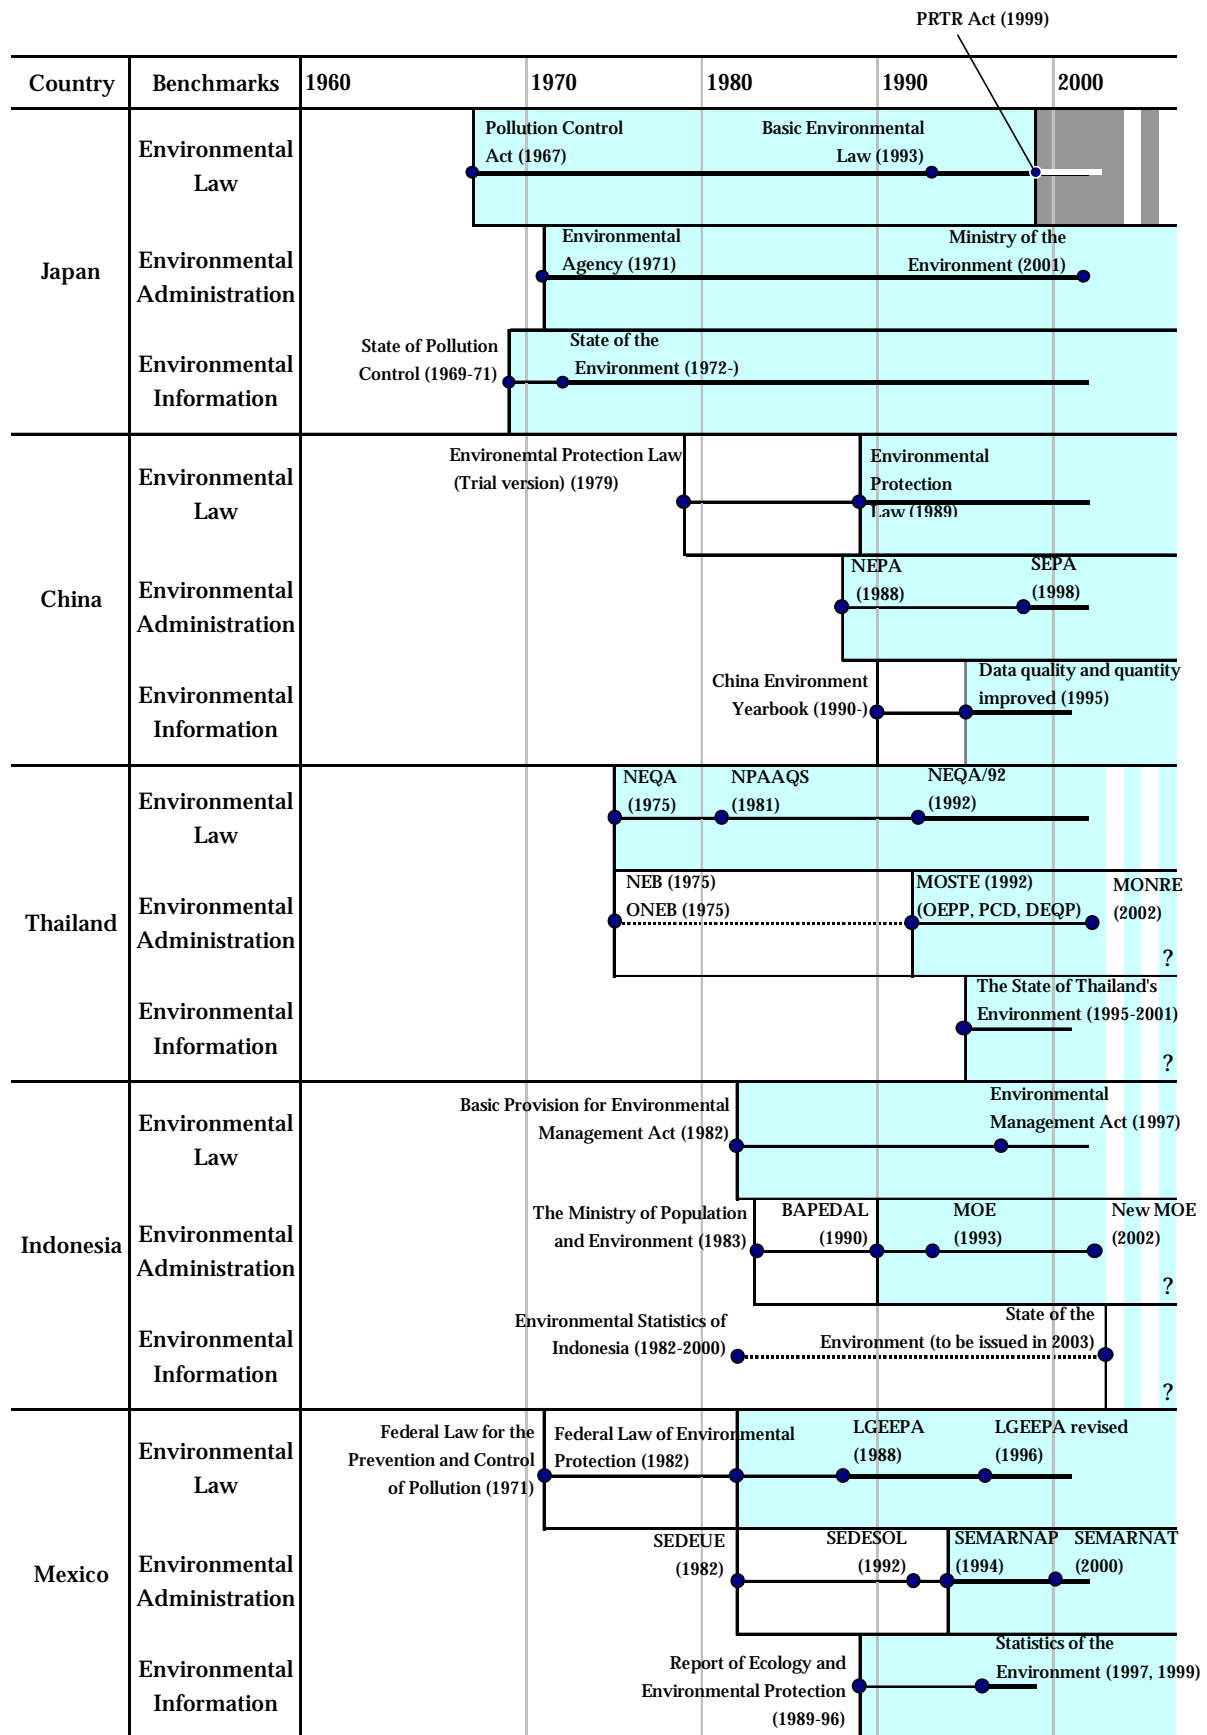 PRTR Act (1999)
Country
Benchmarks
1960
1970
1980
1990
2000
Japan
Environmental
Law
Pollution Control
Act (1967)
Basic Environmental
Law (1993)
Environmental
Administration
Environmental
Agency (1971)
Ministry of the
Environment (2001)
Environmental
Information
State of Pollution
Control (1969-71)
State of the
Environment (1972-)
China
Environmental
Law
Environemtal Protection Law
(Trial version) (1979)
Environmental
Protection
Law (1989)
Environmental
Administration
NEPA
(1988)
SEPA
(1998)
Environmental
Information
China Environment
Yearbook (1990-)
Data quality and quantity
improved (1995)
Thailand
Environmental
Law
NEQA
(1975)
NPAAQS
(1981)
NEQA/92
(1992)
Environmental
Administration
NEB (1975)
ONEB (1975)
MOSTE (1992)
(OEPP, PCD, DEQP)
MONRE
(2002)
?
Environmental
Information
The State of Thailand's
Environment (1995-2001)
?
Indonesia
Environmental
Law
Basic Provision for Environmental
Management Act (1982)
Environmental
Management Act (1997)
Environmental
Administration
The Ministry of Population
and Environment (1983)
BAPEDAL
(1990)
MOE
(1993)
New MOE
(2002)
?
Environmental
Information
Environmental Statistics of
Indonesia (1982-2000)
State of the
Environment (to be issued in 2003)
?
Mexico
Environmental
Law
Federal Law for the
Prevention and Control
of Pollution (1971)
Federal Law of Environmental
Protection (1982)
LGEEPA
(1988)
LGEEPA revised
(1996)
Environmental
Administration
SEDEUE
(1982)
SEDESOL
(1992)
SEMARNAP
(1994)
SEMARNAT
(2000)
Environmental
Information
Report of Ecology and
Environmental Protection
(1989-96)
Statistics of the
Environment (1997, 1999)